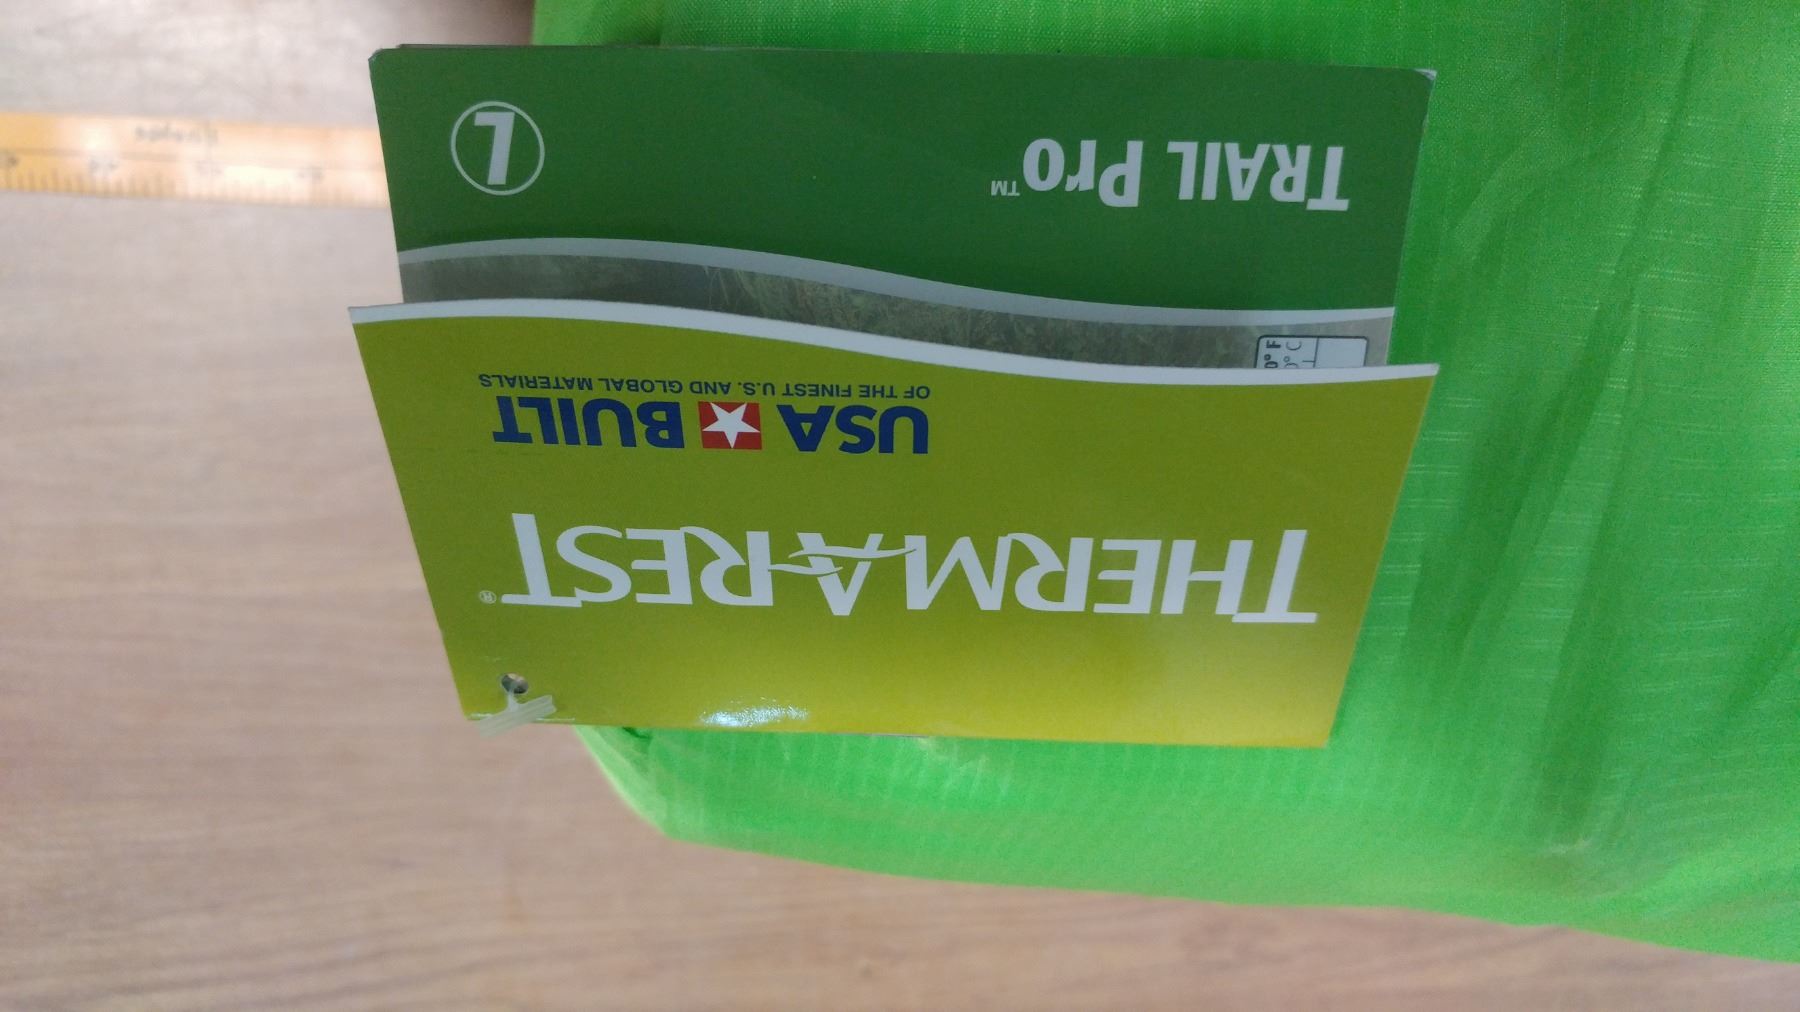 THERM-A-REST®
USA BUILT
OF THE FINEST U.S. AND GLOBAL MATERIALS
TRAIL Pro™
L